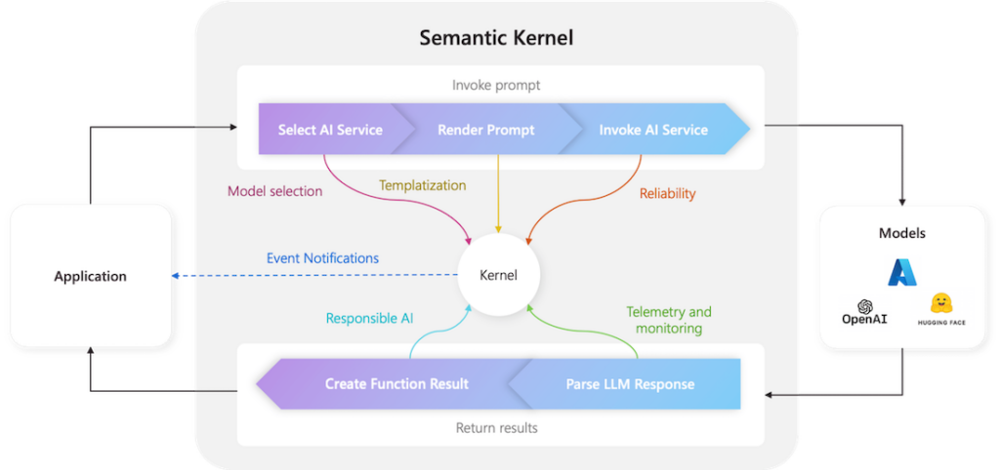 Semantic Kernel
Invoke prompt
Select AI Service
Render Prompt
Invoke AI Service
Model selection
Templatization
Reliability
Application
Event Notifications
Kernel
Models
OpenAI
HUGGING FACE
Responsible AI
Telemetry and
monitoring
Create Function Result
Parse LLM Response
Return results